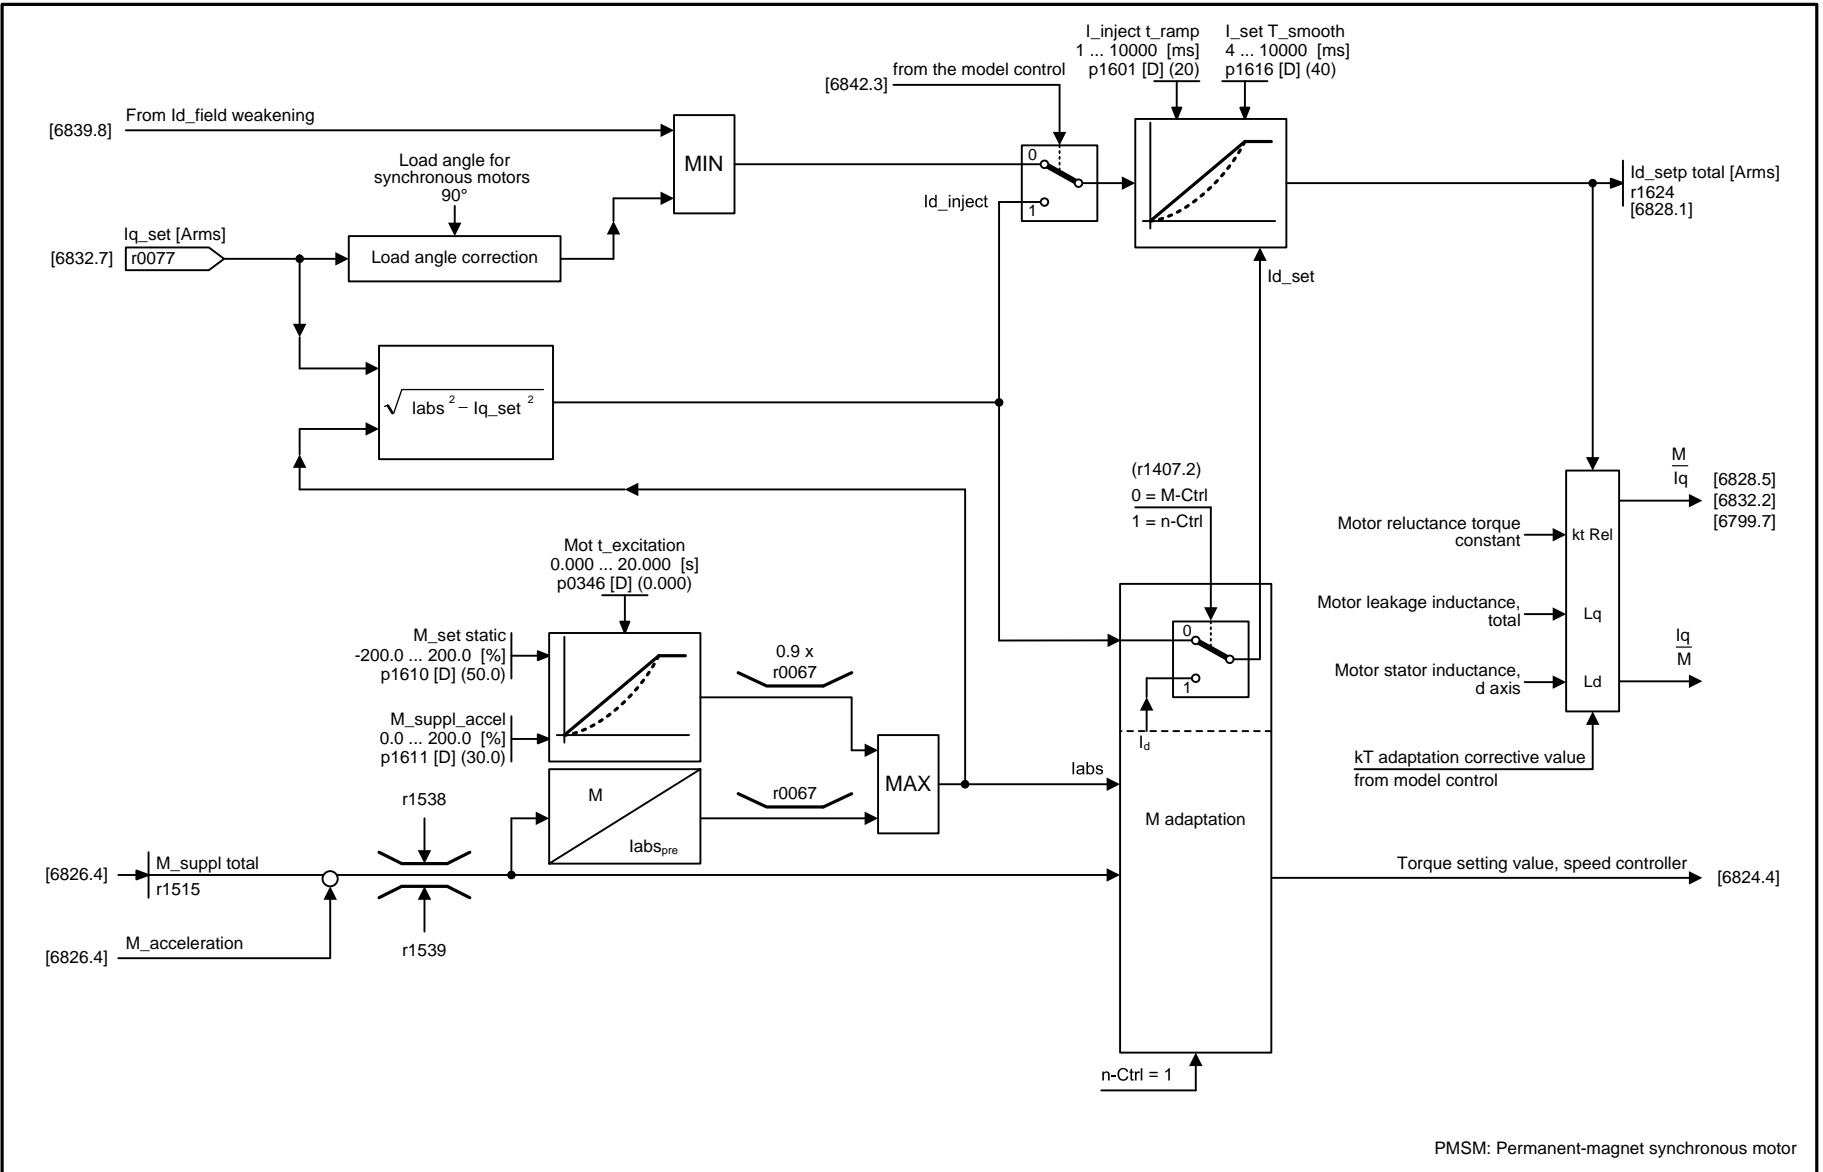 I_inject t_ramp
1 ... 10000 [ms]
p1601 [D] (20)
I_set T_smooth
4 ... 10000 [ms]
p1616 [D] (40)
from the model control
[6842.3]
[6839.8]
From Id_field weakening
MIN
Load angle for
synchronous motors
90°
0
1
Id_inject
Id_setp total [Arms]
r1624
[6828.1]
Iq_set [Arms]
[6832.7]
r0077
Load angle correction
Id_set
√ Iabs 2 – Iq_set 2
(r1407.2)
0 = M-Ctrl
1 = n-Ctrl
M
Iq
[6828.5]
[6832.2]
[6799.7]
Motor reluctance torque
constant
kt Rel
Mot t_excitation
0.000 ... 20.000 [s]
p0346 [D] (0.000)
Motor leakage inductance,
total
Lq
M_set static
-200.0 ... 200.0 [%]
p1610 [D] (50.0)
0.9 x
r0067
0
1
Id
Iq
M
Motor stator inductance,
d axis
Ld
M_suppl_accel
0.0 ... 200.0 [%]
p1611 [D] (30.0)
kT adaptation corrective value
from model control
MAX
Iabs
r1538
M
Iabspre
r0067
M adaptation
[6826.4]
M_suppl total
r1515
Torque setting value, speed controller
[6824.4]
[6826.4]
M_acceleration
r1539
n-Ctrl = 1
PMSM: Permanent-magnet synchronous motor